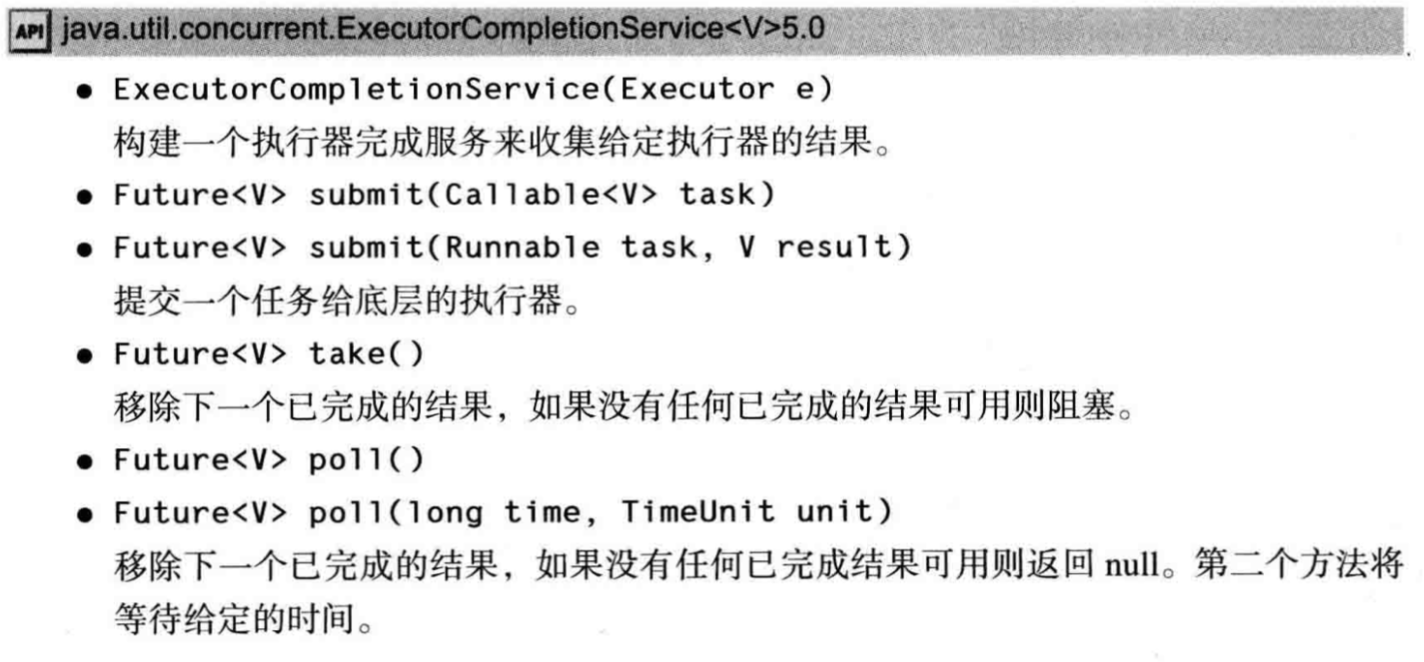 API java.util.concurrent.ExecutorCompletionService<V>5.0
● ExecutorCompletionService(Executor e)
构建一个执行器完成服务来收集给定执行器的结果。
● Future<V> submit(Callable<V> task)
● Future<V> submit(Runnable task, V result)
提交一个任务给底层的执行器。
● Future<V> take()
移除下一个已完成的结果，如果没有任何已完成的结果可用则阻塞。
● Future<V> poll()
● Future<V> poll(long time, TimeUnit unit)
移除下一个已完成的结果，如果没有任何已完成结果可用则返回 null。第二个方法将
等待给定的时间。